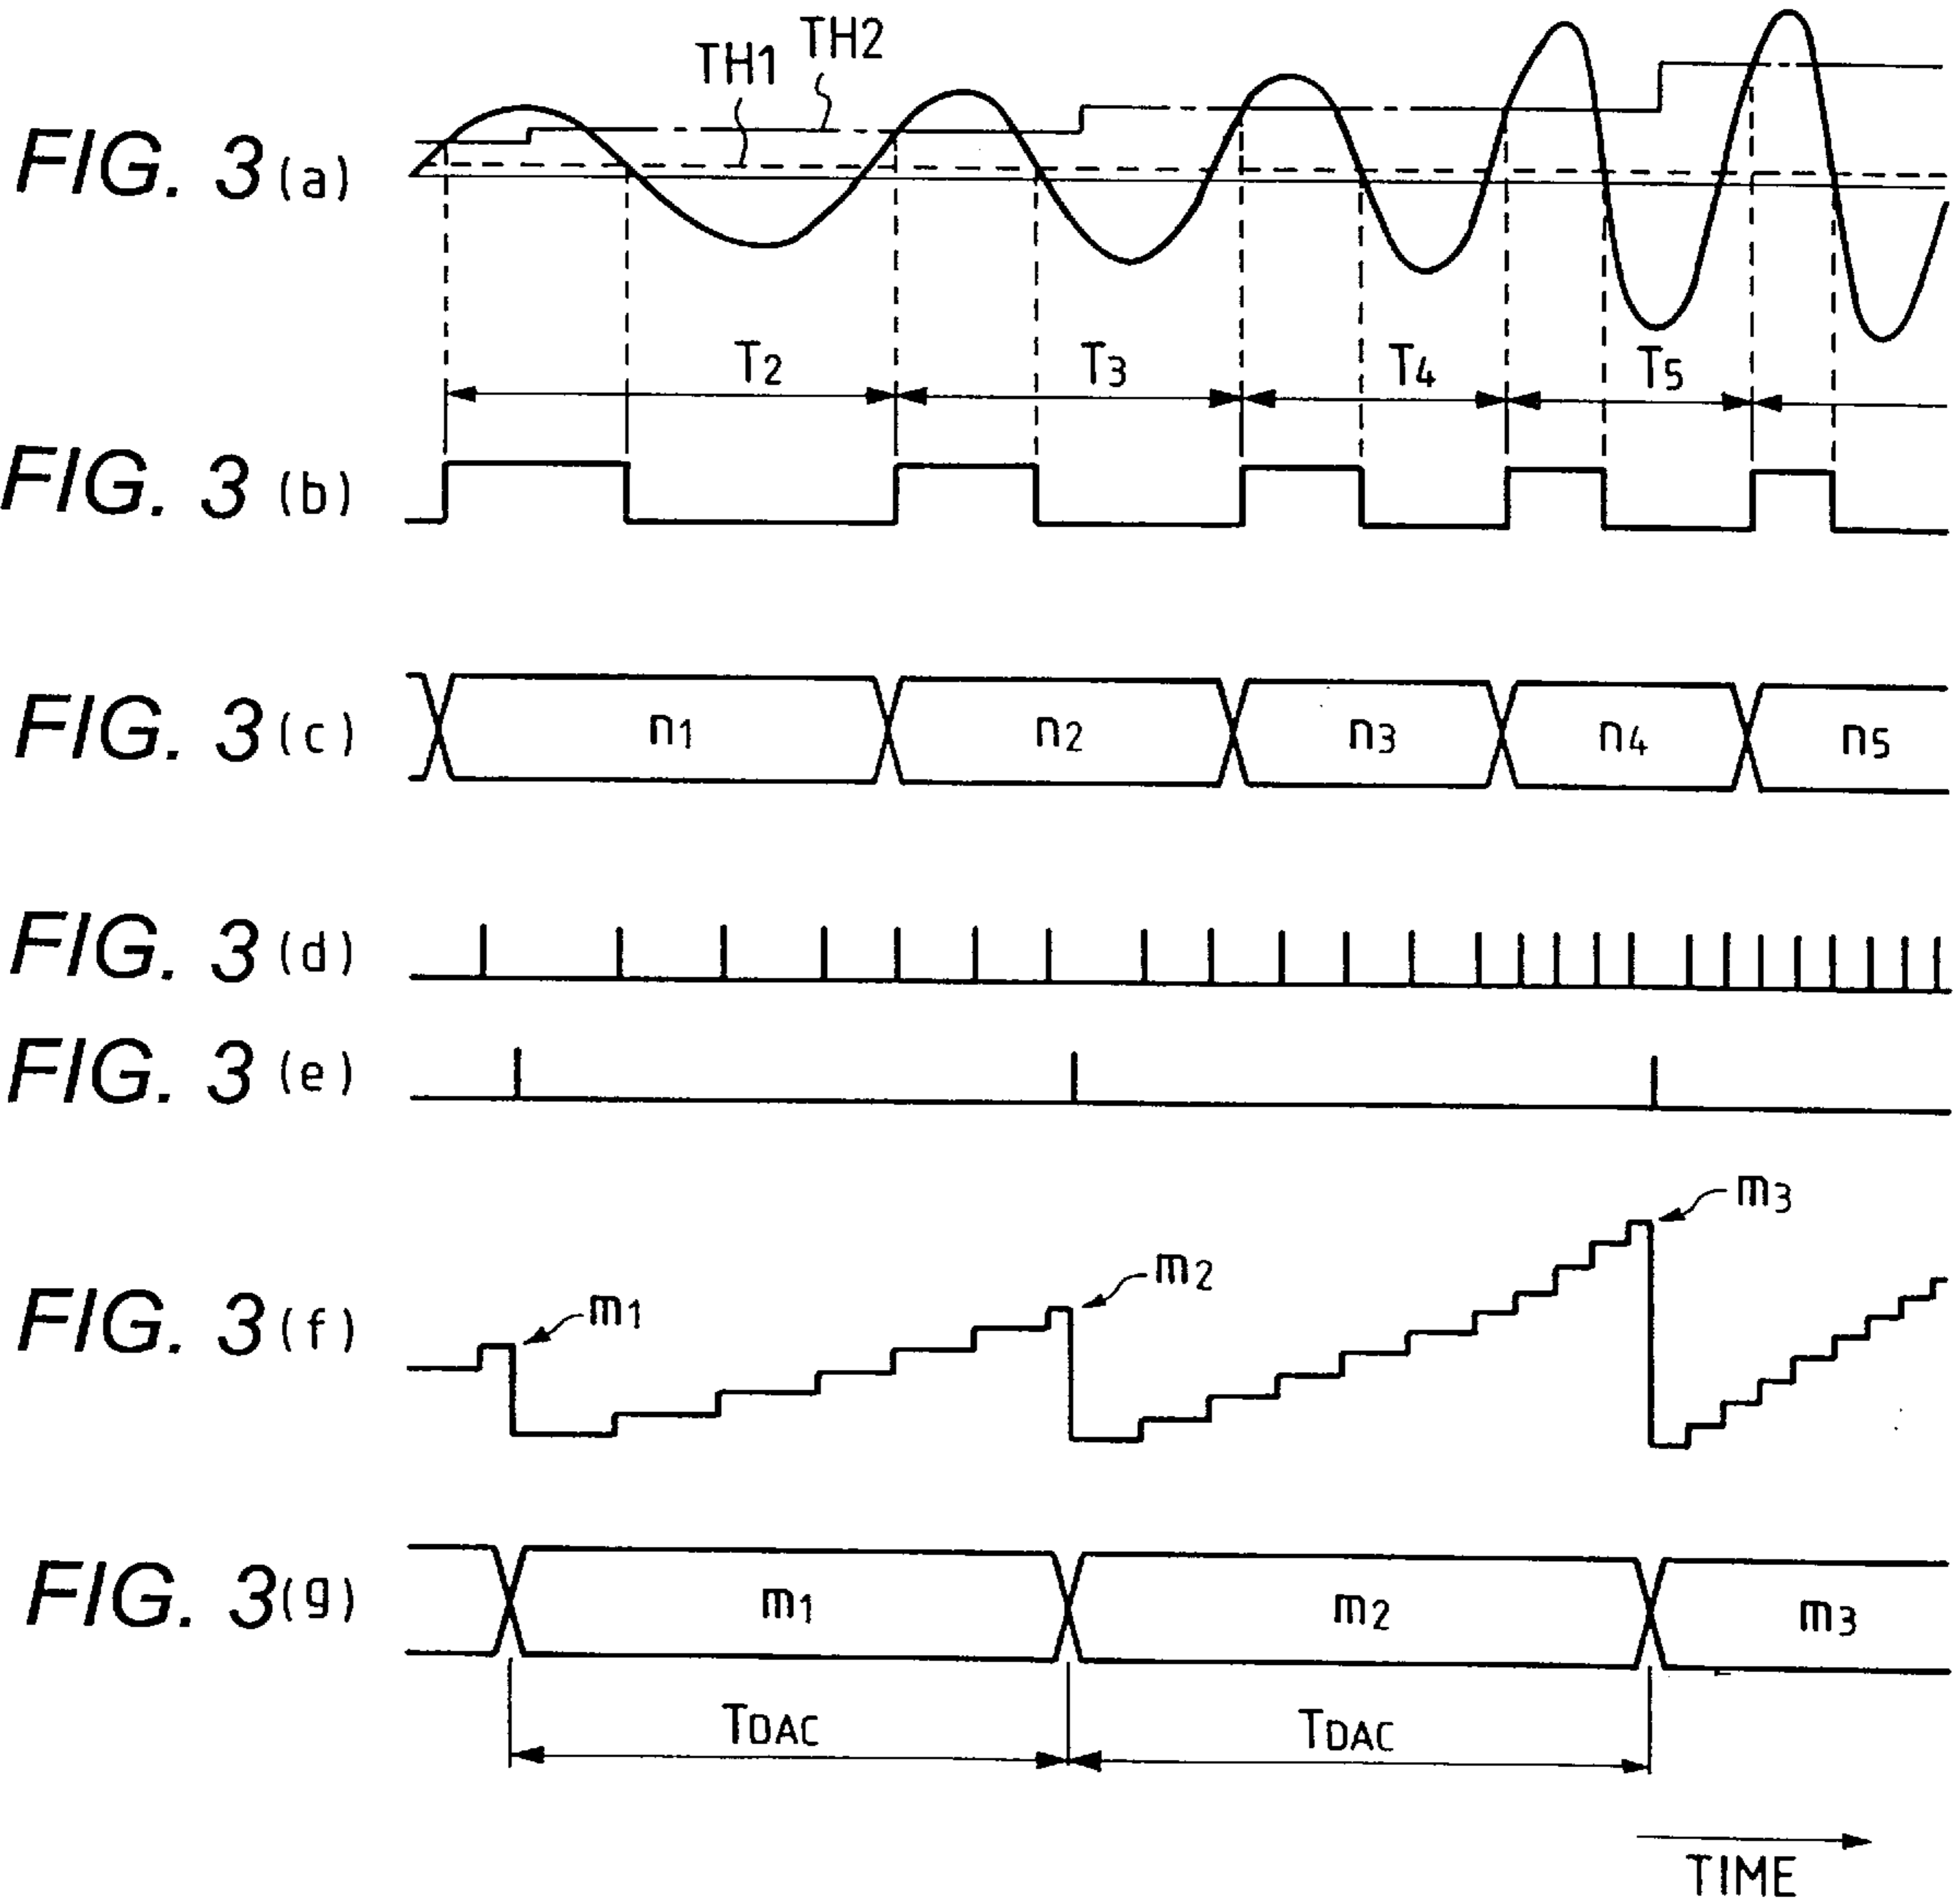 TH1 TH2
FIG. 3 (a)
T2 T3 T4 T5
FIG. 3 (b)
FIG. 3 (c) n1 n2 n3 n4 n5
FIG. 3 (d)
FIG. 3 (e)
m3
m2
FIG. 3 (f) m1
FIG. 3 (g) m1 m2 m3
TDAC TDAC
TIME